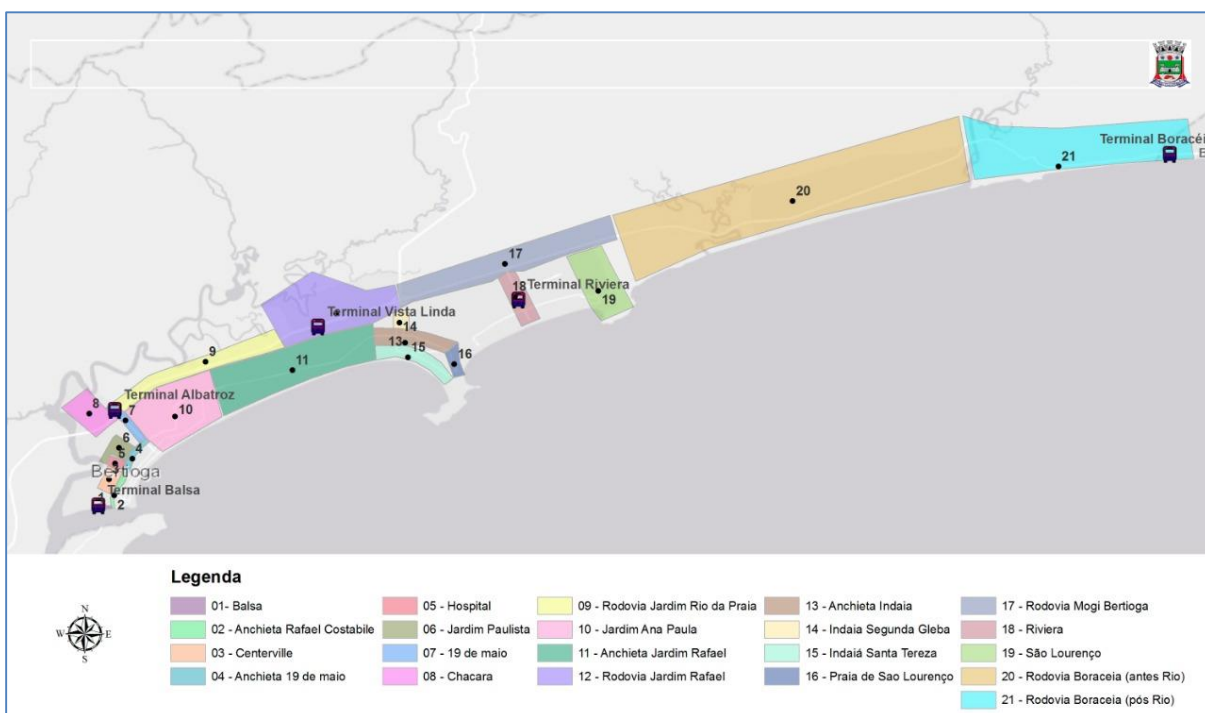 Terminal Boracéi
B
21
20
17
18
Terminal Riviera
19
Terminal Vista Linda
14
13
15
16
9
11
8
Terminal Albatroz
7
10
6
5
4
3
Bertioga
1
Terminal Balsa
2
Legenda
N
W
E
S
01- Balsa
02 - Anchieta Rafael Costabile
03 - Centerville
04 - Anchieta 19 de maio
05 - Hospital
06 - Jardim Paulista
07 - 19 de maio
08 - Chacara
09 - Rodovia Jardim Rio da Praia
10 - Jardim Ana Paula
11 - Anchieta Jardim Rafael
12 - Rodovia Jardim Rafael
13 - Anchieta Indaia
14 - Indaia Segunda Gleba
15 - Indaiá Santa Tereza
16 - Praia de Sao Lourenço
17 - Rodovia Mogi Bertioga
18 - Riviera
19 - São Lourenço
20 - Rodovia Boraceia (antes Rio)
21 - Rodovia Boraceia (pós Rio)